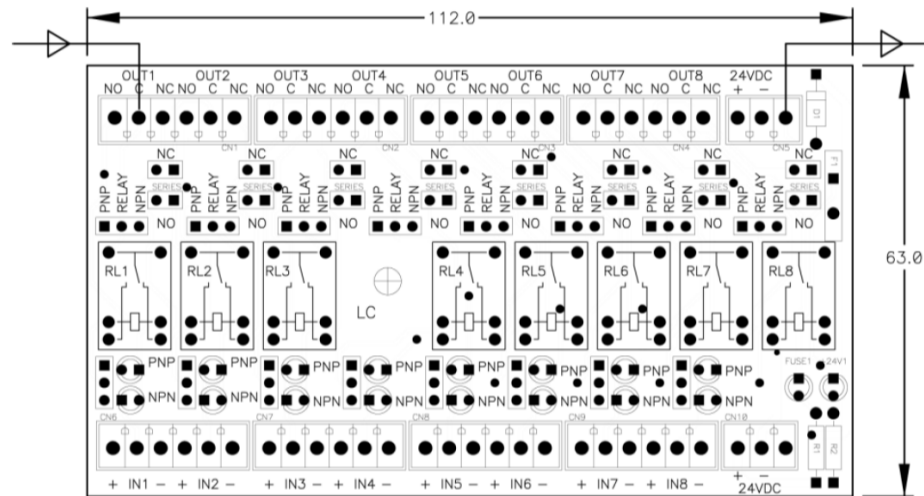 112.0
OUT1 OUT2 OUT3 OUT4 OUT5 OUT6 OUT7 OUT8 24VDC
NO C NC NO C NC NO C NC NO C NC NO C NC NO C NC NO C NC NO C NC + − 
CN1 CN2 CN3 CN4 CN5
D1
F1
NC NC NC NC NC NC NC NC
SERIES SERIES SERIES SERIES SERIES SERIES SERIES SERIES
PNP RELAY NPN PNP RELAY NPN PNP RELAY NPN PNP RELAY NPN PNP RELAY NPN PNP RELAY NPN PNP RELAY NPN PNP RELAY NPN
NO NO NO NO NO NO NO NO
63.0
RL1 RL2 RL3 RL4 RL5 RL6 RL7 RL8
LC
PNP PNP PNP PNP PNP PNP PNP PNP
FUSE1 24V1
NPN NPN NPN NPN NPN NPN NPN NPN
CN6 CN7 CN8 CN9 CN10
R1 R2
+ IN1 − + IN2 − + IN3 − + IN4 − + IN5 − + IN6 − + IN7 − + IN8 − + −
24VDC